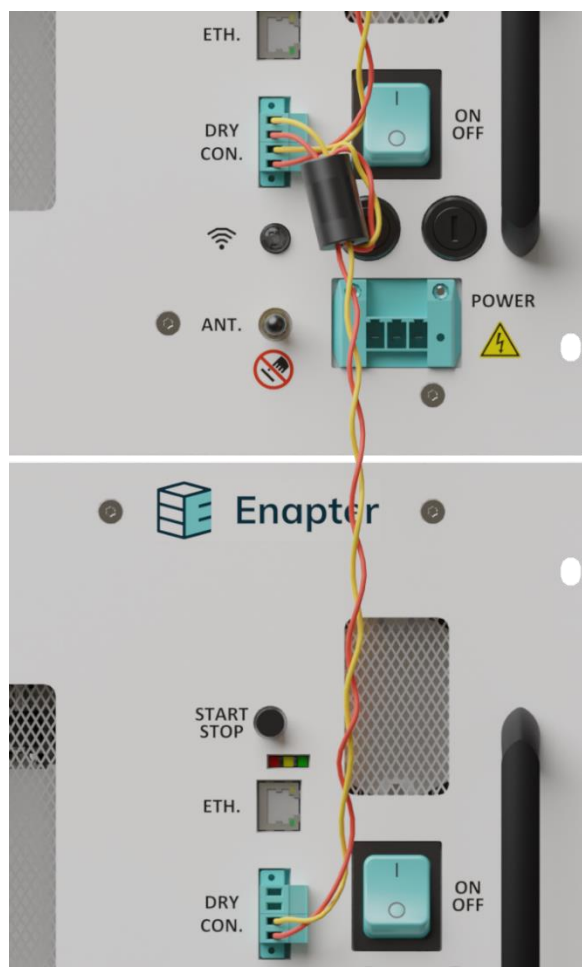 ETH.
DRY
CON.
ON
OFF
ANT.
POWER
Enapter
START
STOP
ETH.
DRY
CON.
ON
OFF